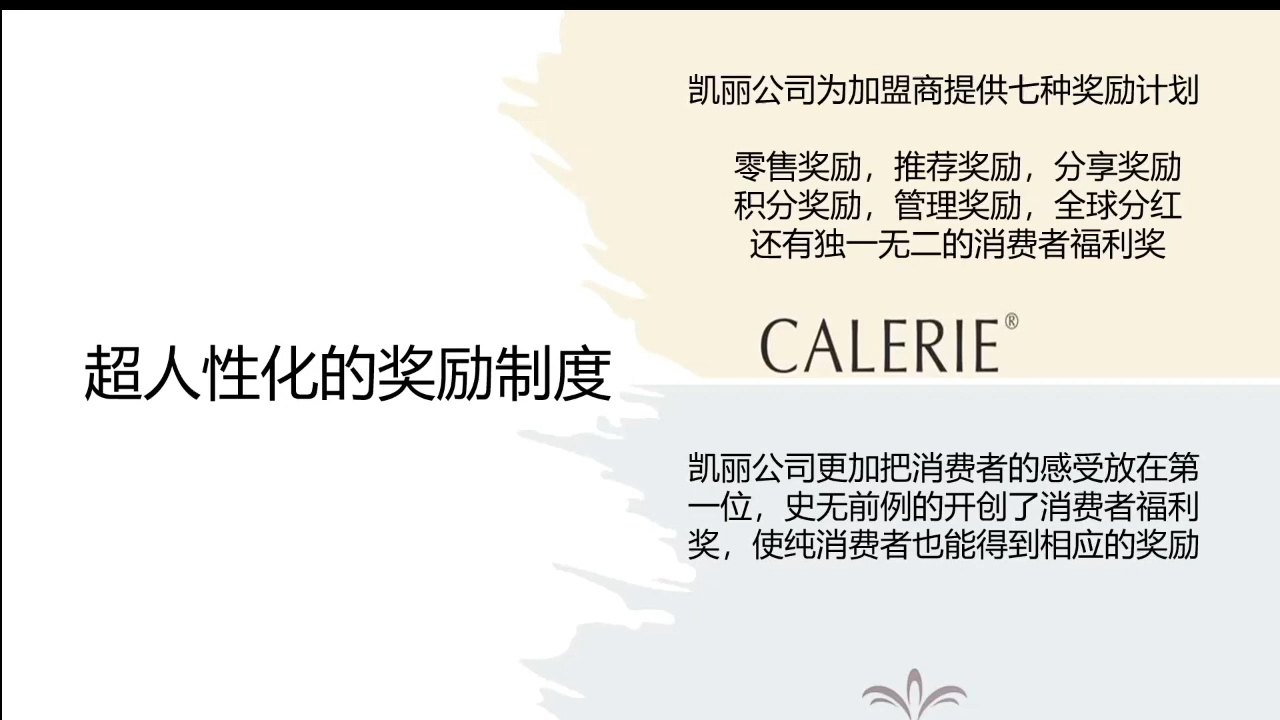 超人性化的奖励制度
凯丽公司为加盟商提供七种奖励计划
零售奖励，推荐奖励，分享奖励
积分奖励，管理奖励，全球分红
还有独一无二的消费者福利奖
CALERIE®
凯丽公司更加把消费者的感受放在第
一位，史无前例的开创了消费者福利
奖，使纯消费者也能得到相应的奖励